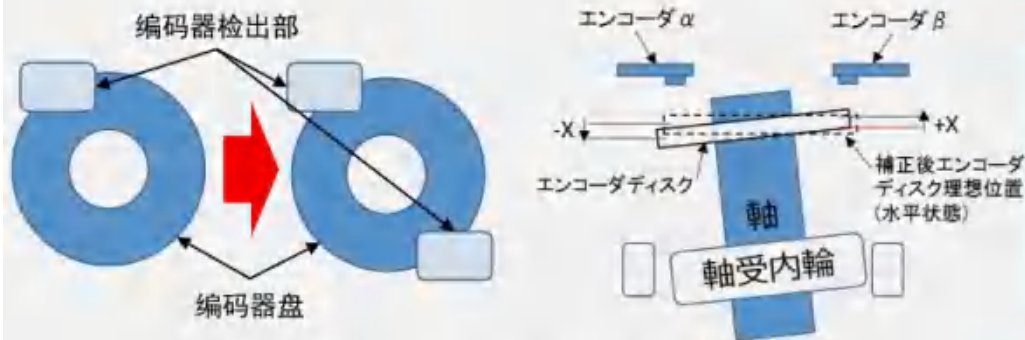 编码器检出部
编码器盘
エンコーダ α
エンコーダ β
-X
+X
エンコーダディスク
補正後エンコーダ
ディスク理想位置
(水平状態)
軸
軸受内輪